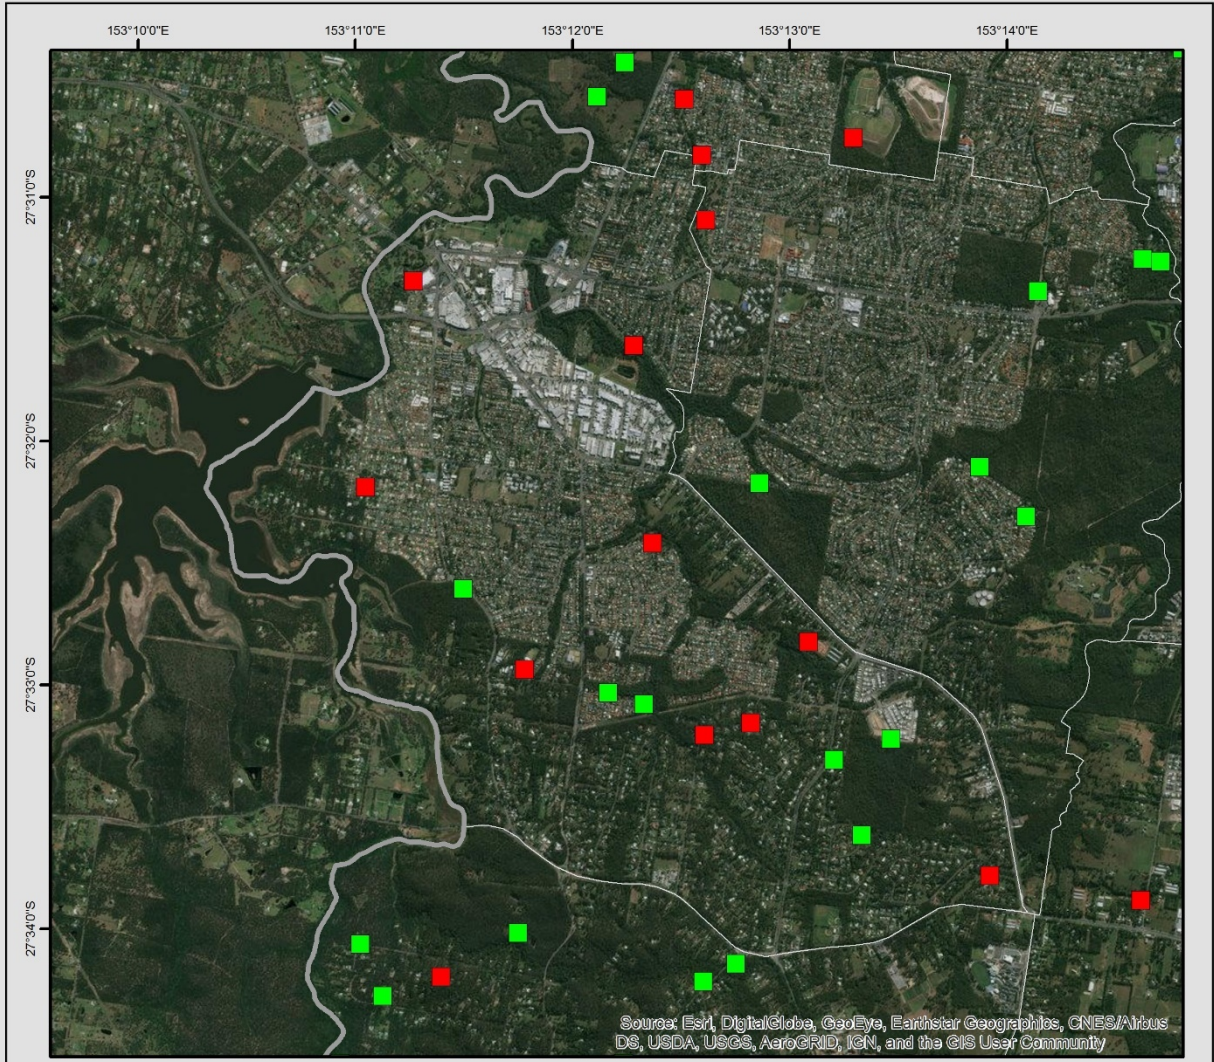 153°10'0"E 153°11'0"E 153°12'0"E 153°13'0"E 153°14'0"E
27°31'0"S
27°32'0"S
27°33'0"S
27°34'0"S
Source: Esri, DigitalGlobe, GeoEye, Earthstar Geographics, CNES/Airbus
DS, USDA, USGS, AeroGRID, IGN, and the GIS User Community